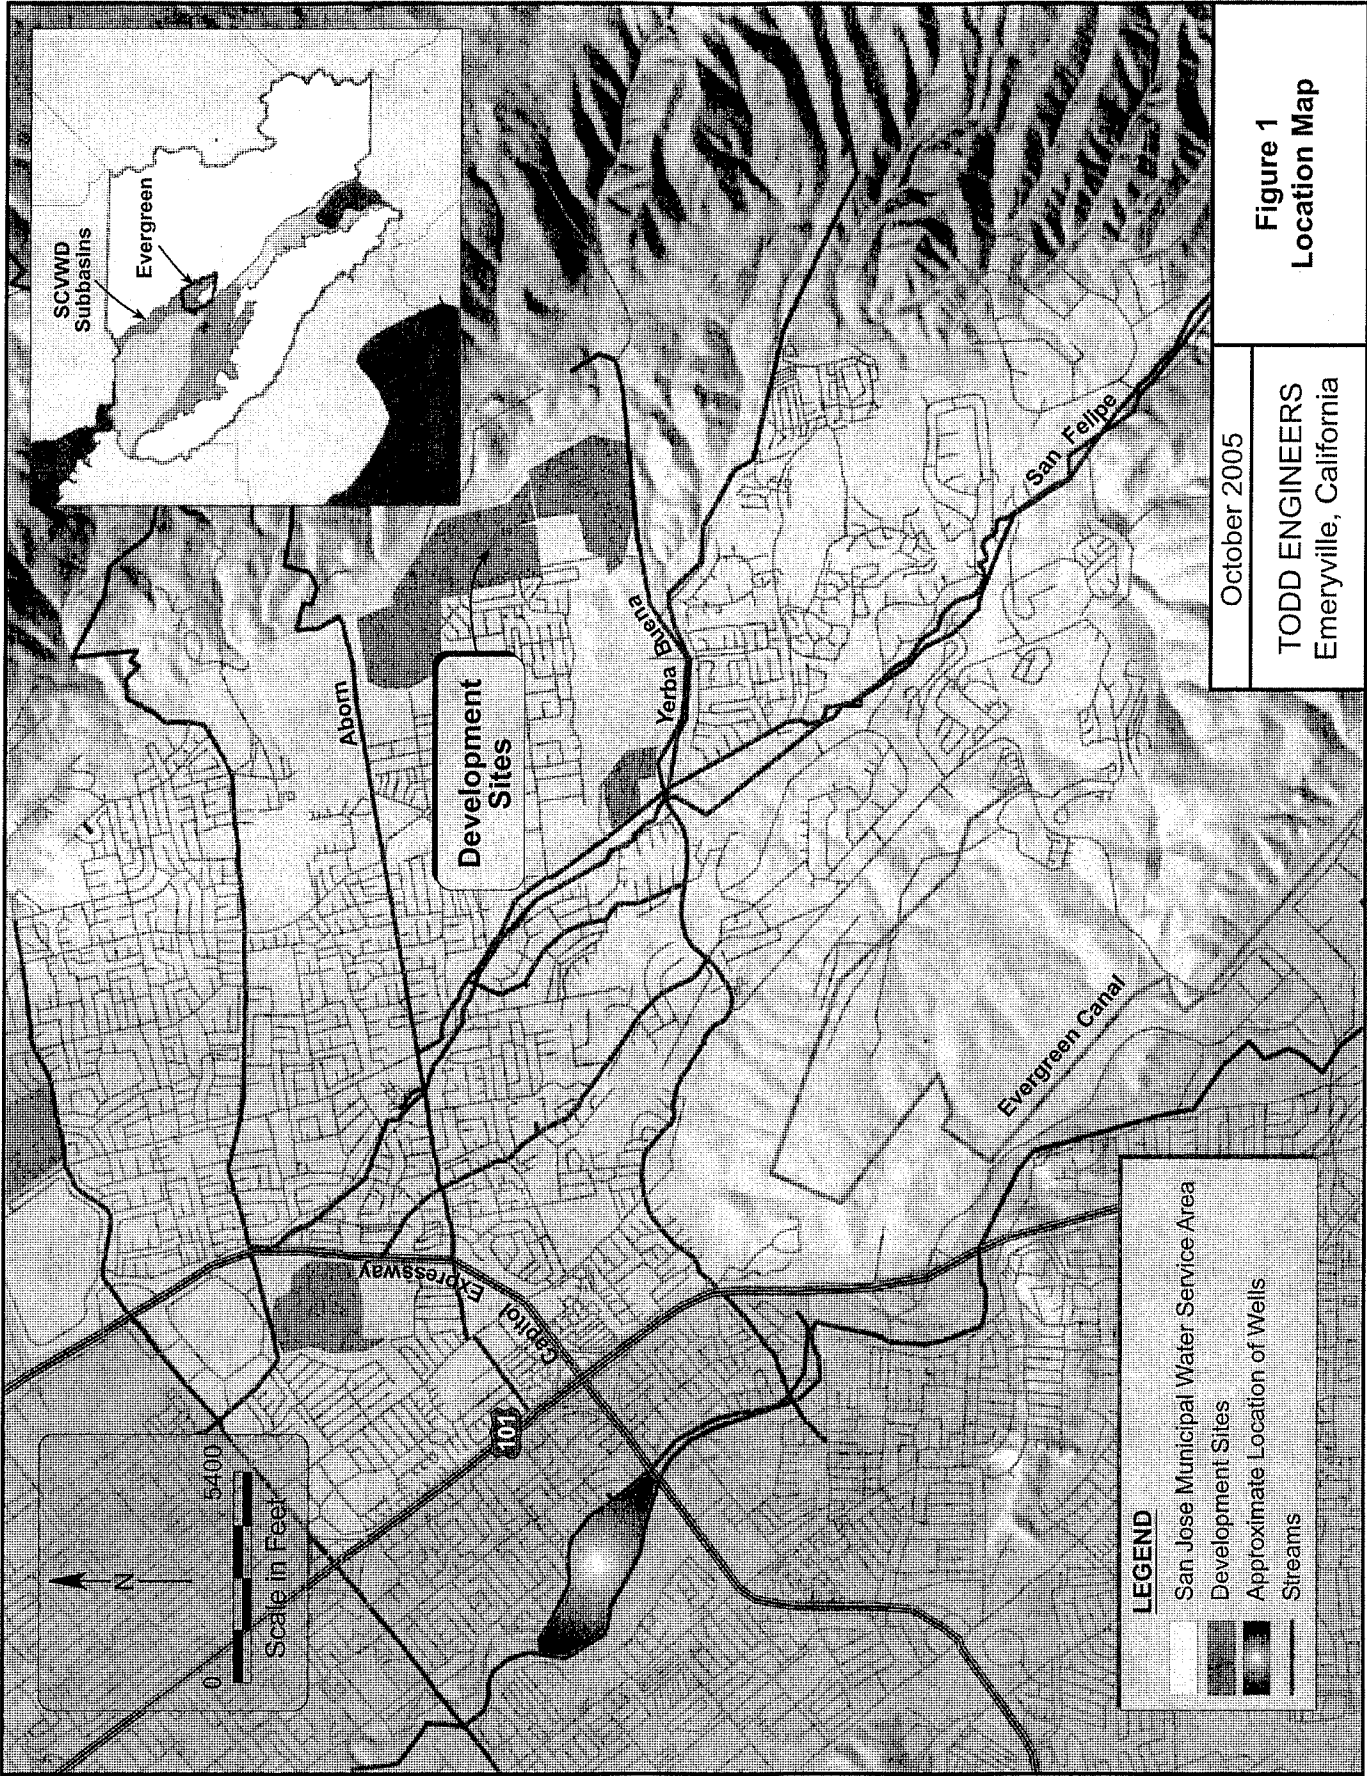 SCVWD
Subbasins
Evergreen
N
0
5400
Scale in Feet
Aborn
Development
Sites
Yerba Buena
San Felipe
Capitol
Expressway
101
Evergreen Canal
LEGEND
San Jose Municipal Water Service Area
Development Sites
Approximate Location of Wells
Streams
October 2005
TODD ENGINEERS
Emeryville, California
Figure 1
Location Map